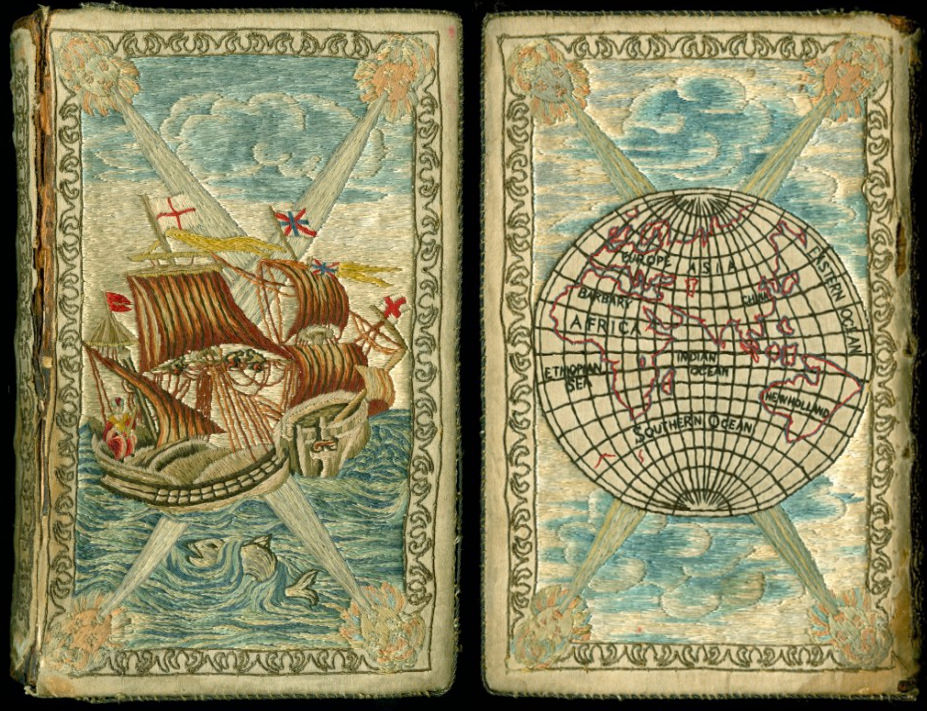 EUROPE
ASIA
BARBARY
CHINA
EASTERN OCEAN
AFRICA
INDIAN
OCEAN
ETHIOPIAN
SEA
NEW HOLLAND
SOUTHERN OCEAN